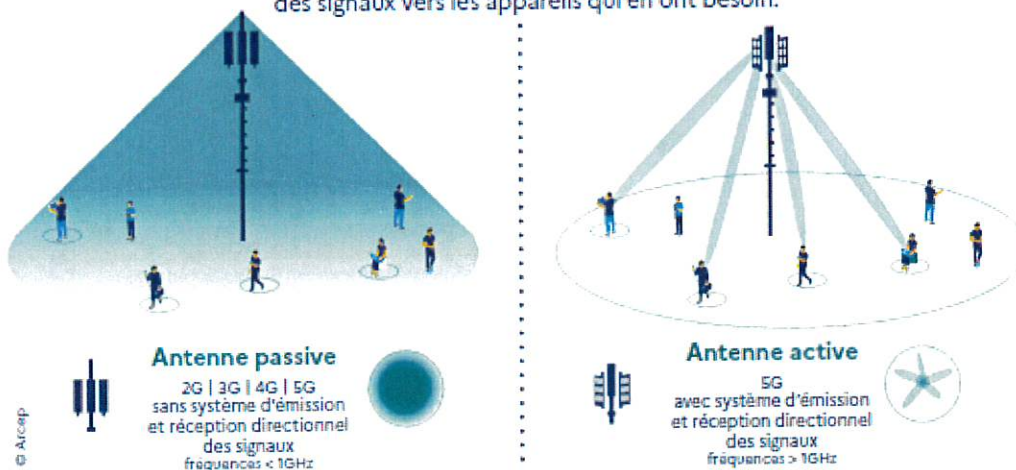 des signaux vers les appareils qui en ont besoin.
Antenne passive
2G | 3G | 4G | 5G
sans système d'émission
et réception directionnel
des signaux
fréquences < 1GHz
© Arcep
Antenne active
5G
avec système d'émission
et réception directionnel
des signaux
fréquences > 1GHz